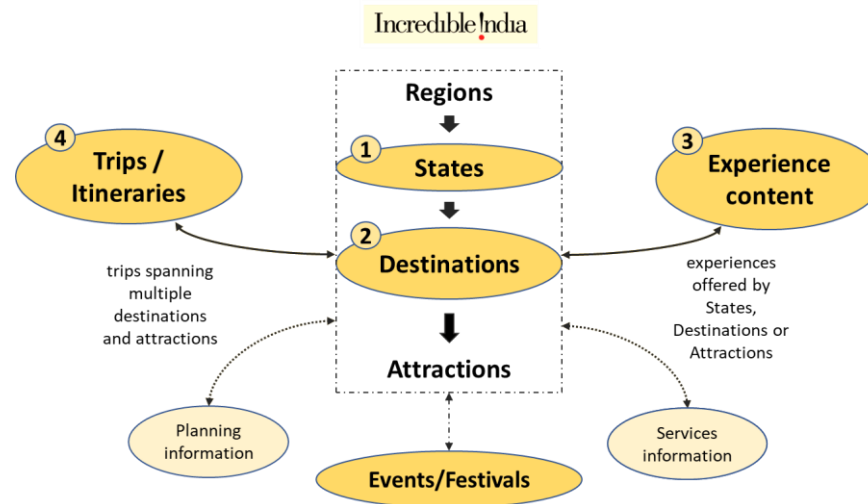 Incredible !ndia
Regions
4
Trips /
Itineraries
1
States
3
Experience
content
2
Destinations
trips spanning
multiple
destinations
and attractions
experiences
offered by
States,
Destinations or
Attractions
Attractions
Planning
information
Services
information
Events/Festivals